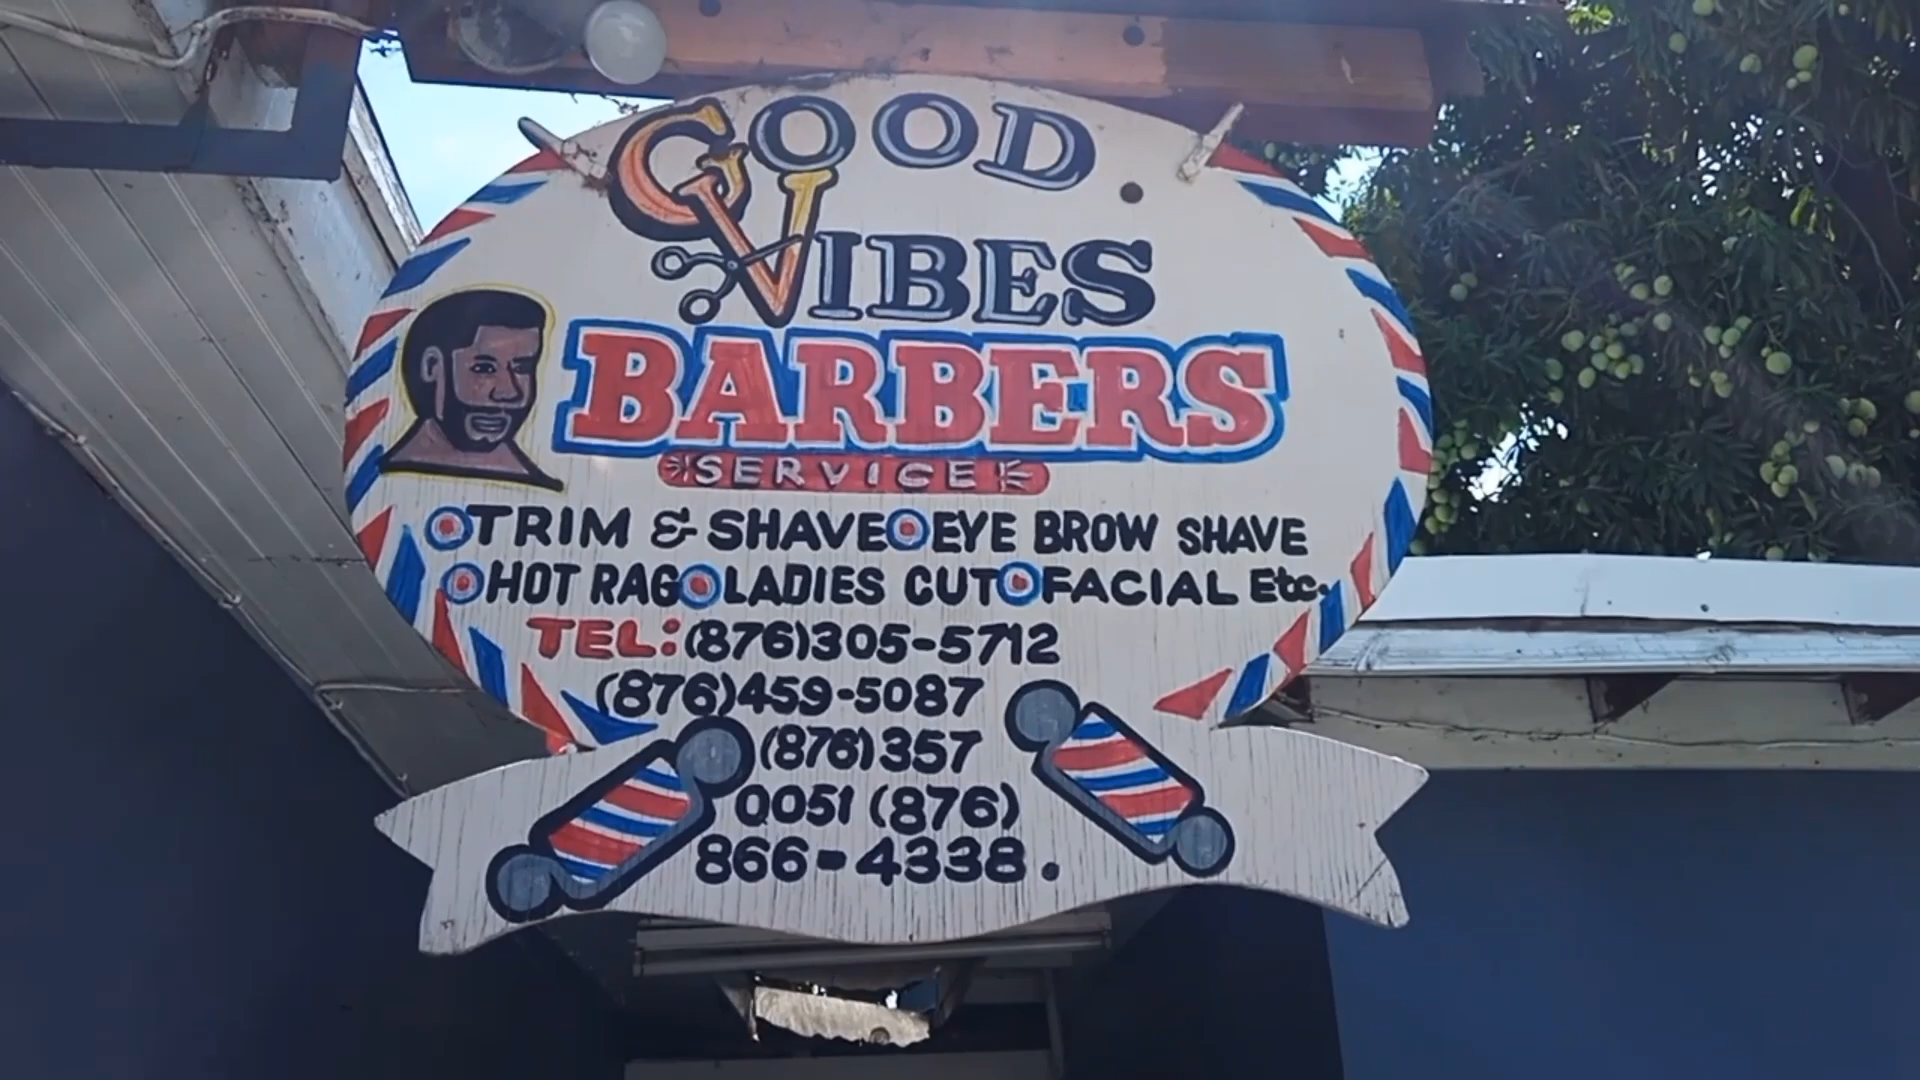 GOOD
VIBES
BARBERS
SERVICE
TRIM & SHAVE EYE BROW SHAVE
HOT RAG LADIES CUT FACIAL Etc.
TEL: (876)305-5712
(876)459-5087
(876)357
0051 (876)
866-4338.